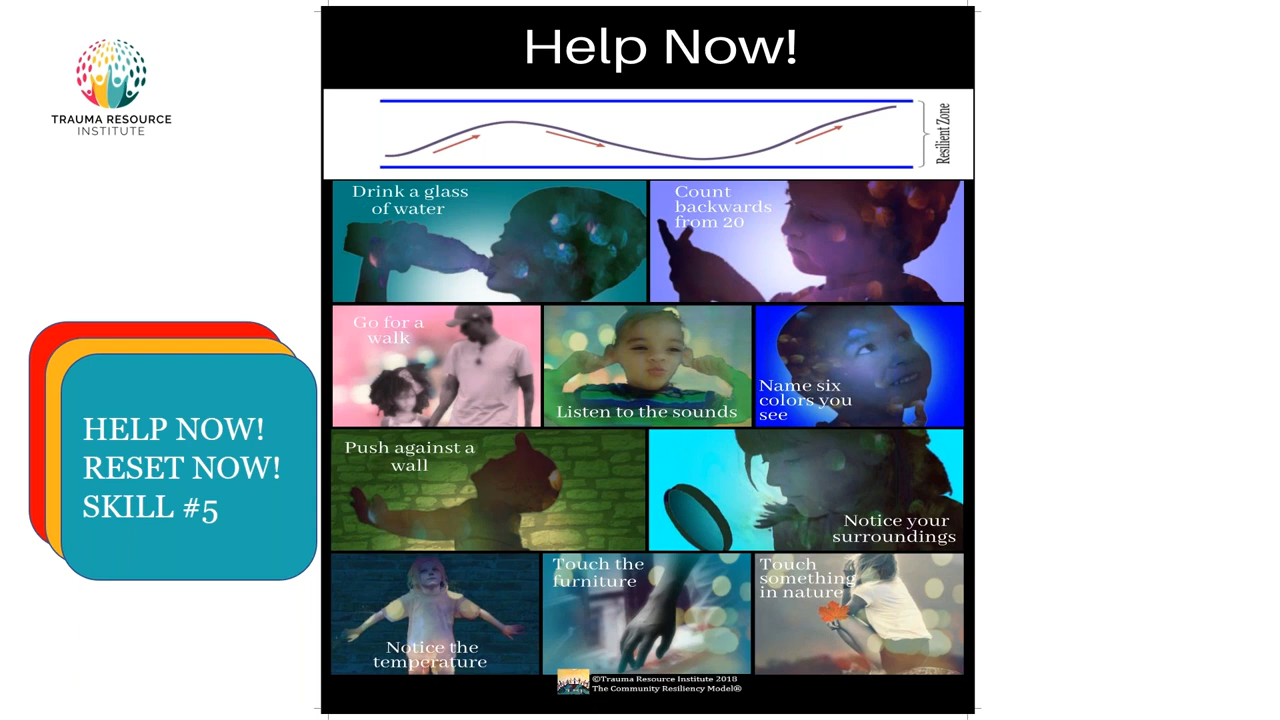 TRAUMA RESOURCE
INSTITUTE
HELP NOW!
RESET NOW!
SKILL #5
Help Now!
Resilient Zone
Drink a glass
of water
Count
backwards
from 20
Go for a
walk
Listen to the sounds
Name six
colors you
see
Push against a
wall
Notice your
surroundings
Notice the
temperature
Touch the
furniture
Touch
something
in nature
©Trauma Resource Institute 2018
The Community Resiliency Model®